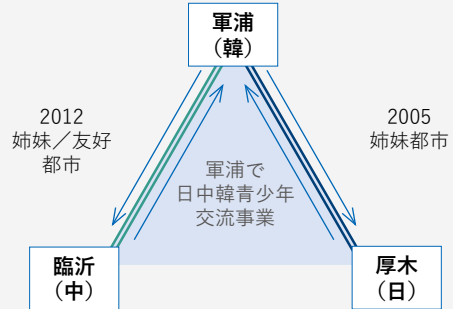 軍浦
（韓）
2012
姉妹／友好
都市
2005
姉妹都市
軍浦で
日中韓青少年
交流事業
臨沂
（中）
厚木
（日）